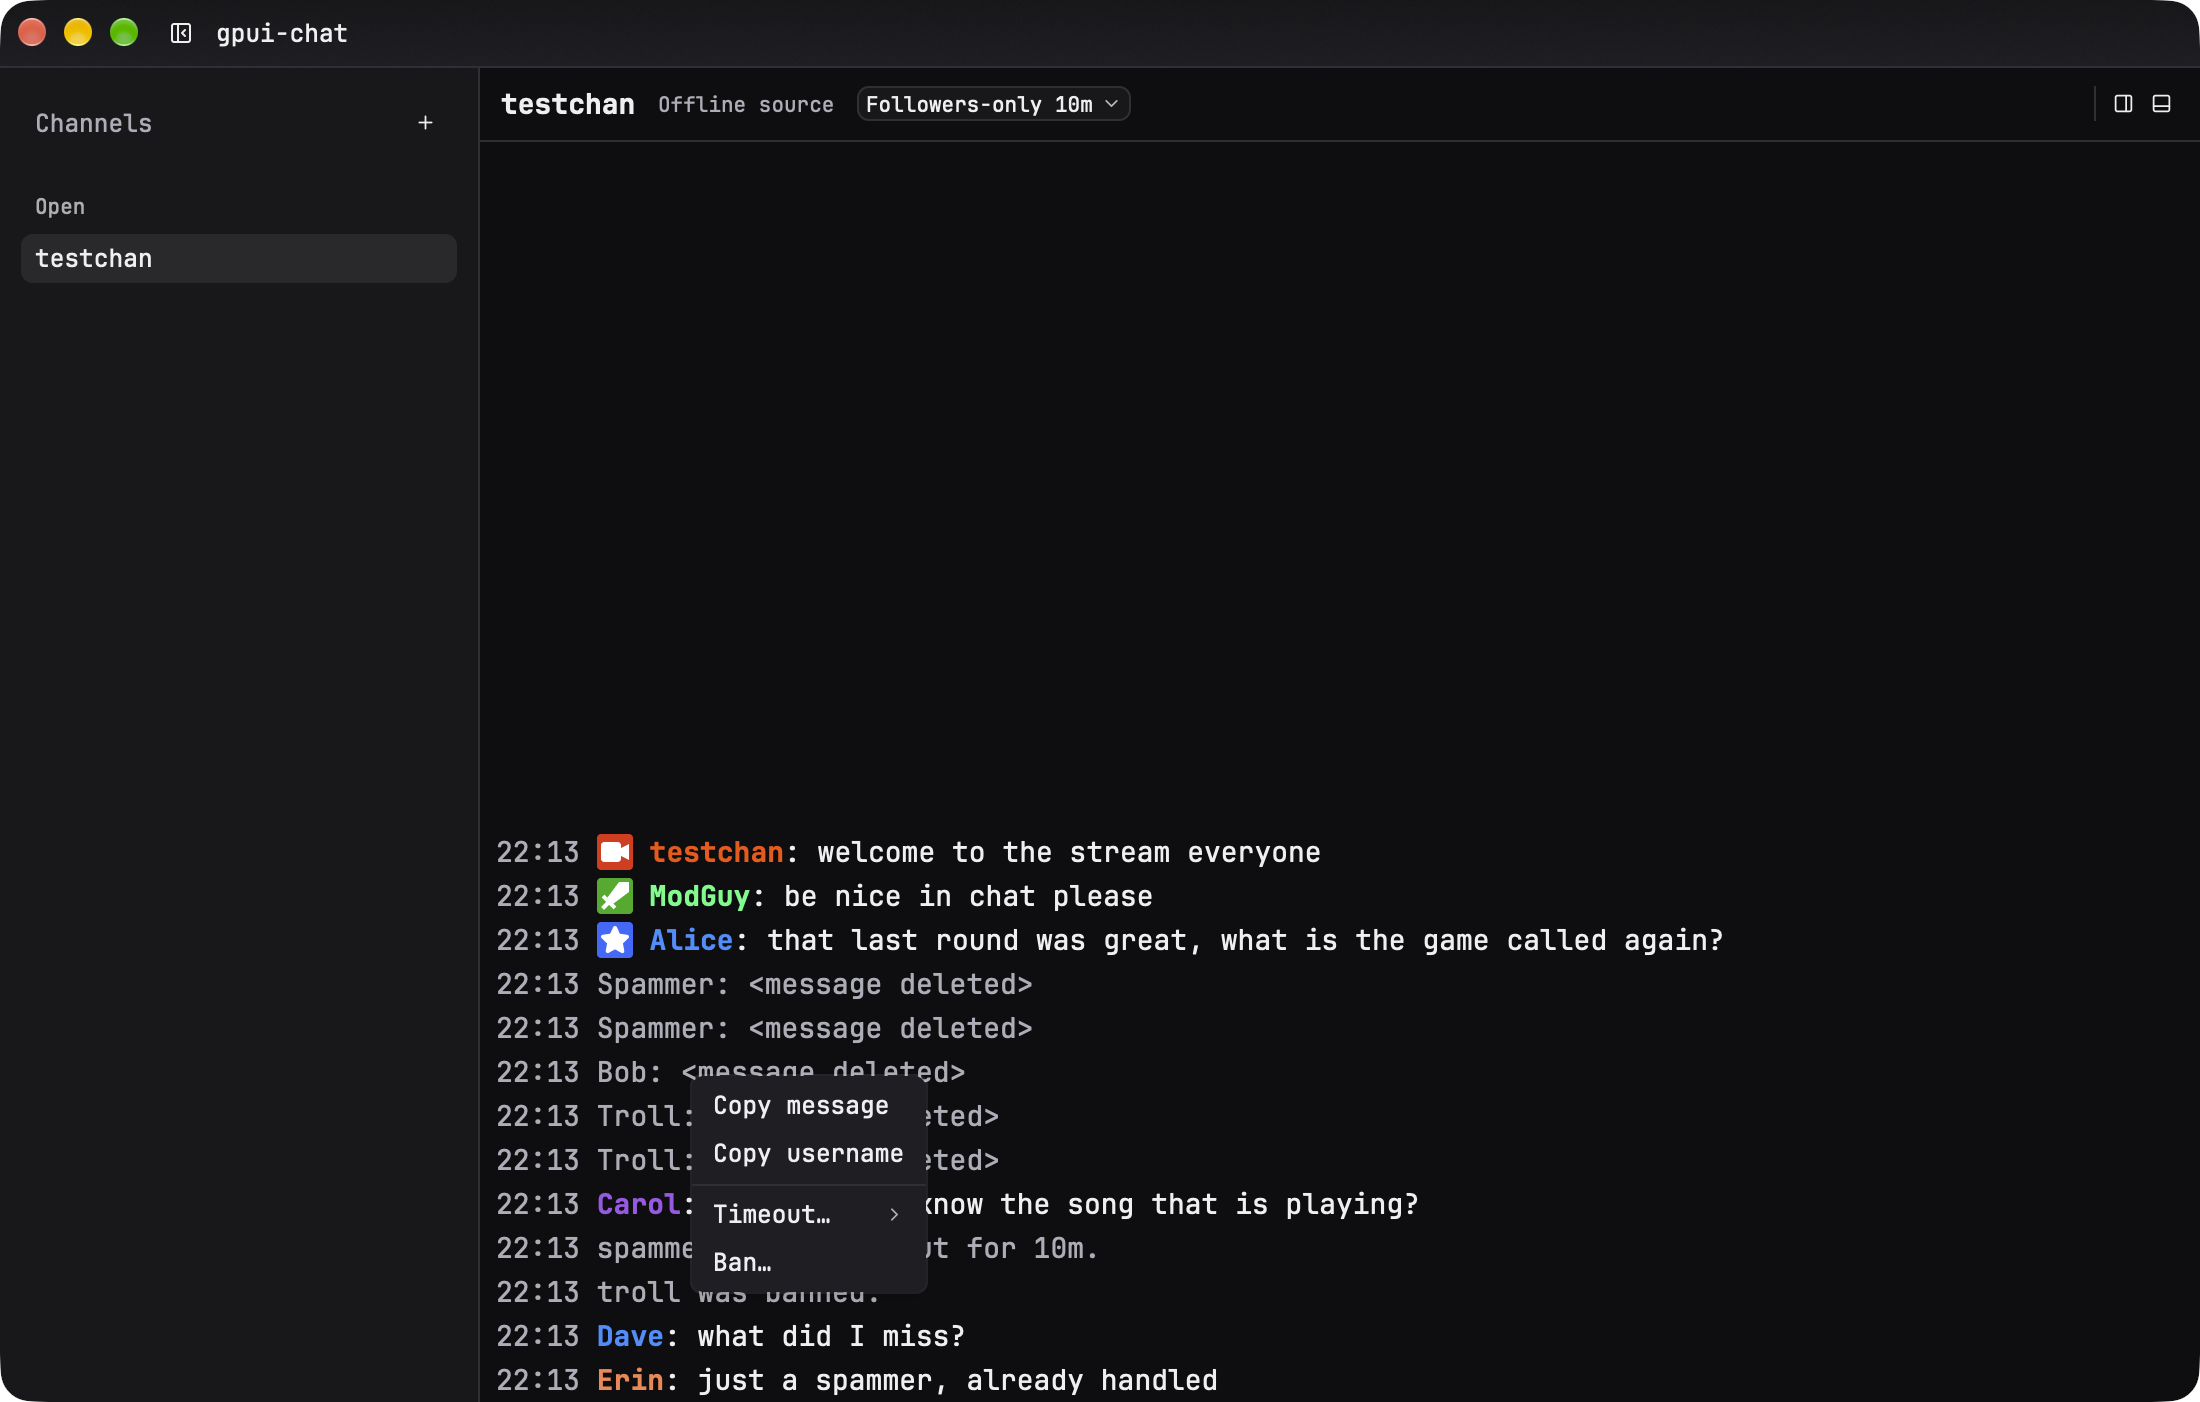 gpui-chat
Channels
+
Open
testchan
testchan Offline source Followers-only 10m
22:13 testchan: welcome to the stream everyone
22:13 ModGuy: be nice in chat please
22:13 Alice: that last round was great, what is the game called again?
22:13 Spammer: <message deleted>
22:13 Spammer: <message deleted>
22:13 Bob: <message deleted>
22:13 Troll:
22:13 Troll:
22:13 Carol: know the song that is playing?
22:13 for 10m.
22:13 troll was banned.
22:13 Dave: what did I miss?
22:13 Erin: just a spammer, already handled
Copy message
Copy username
Timeout…
Ban…